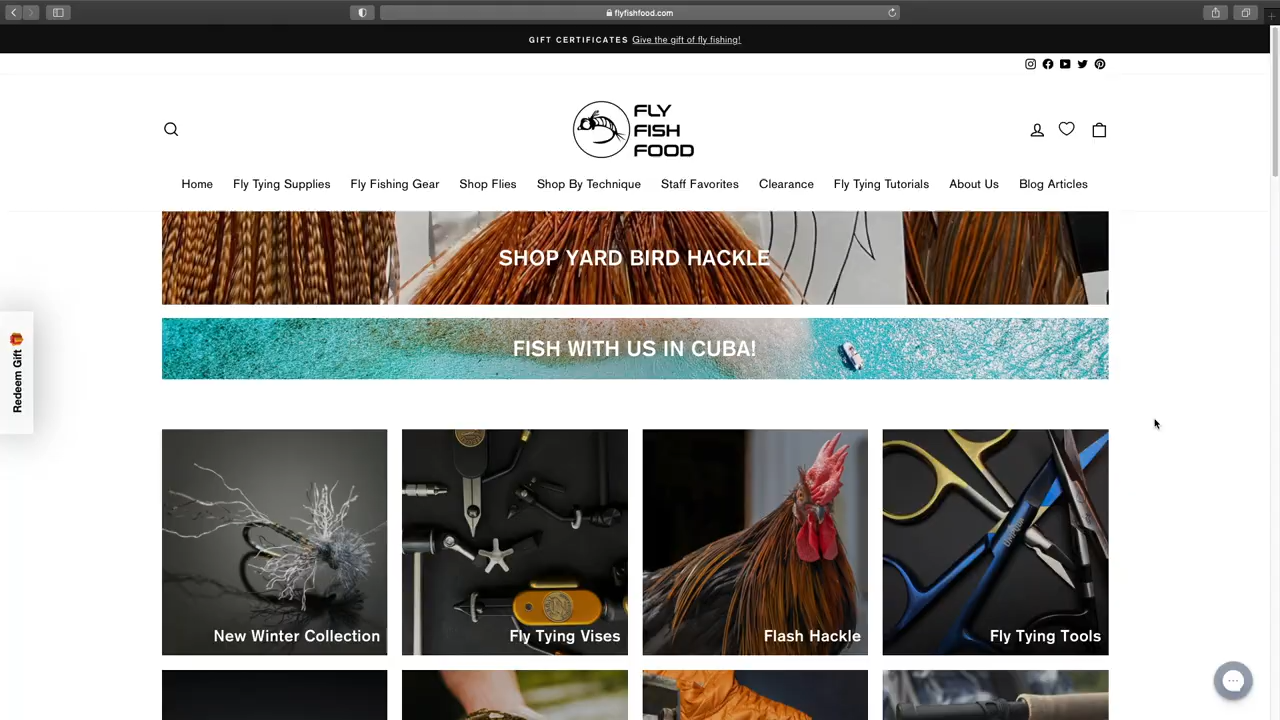 flyfishfood.com
GIFT CERTIFICATES Give the gift of fly fishing!
FLY
FISH
FOOD
Home Fly Tying Supplies Fly Fishing Gear Shop Flies Shop By Technique Staff Favorites Clearance Fly Tying Tutorials About Us Blog Articles
SHOP YARD BIRD HACKLE
FISH WITH US IN CUBA!
Redeem Gift
New Winter Collection
Fly Tying Vises
Flash Hackle
Fly Tying Tools